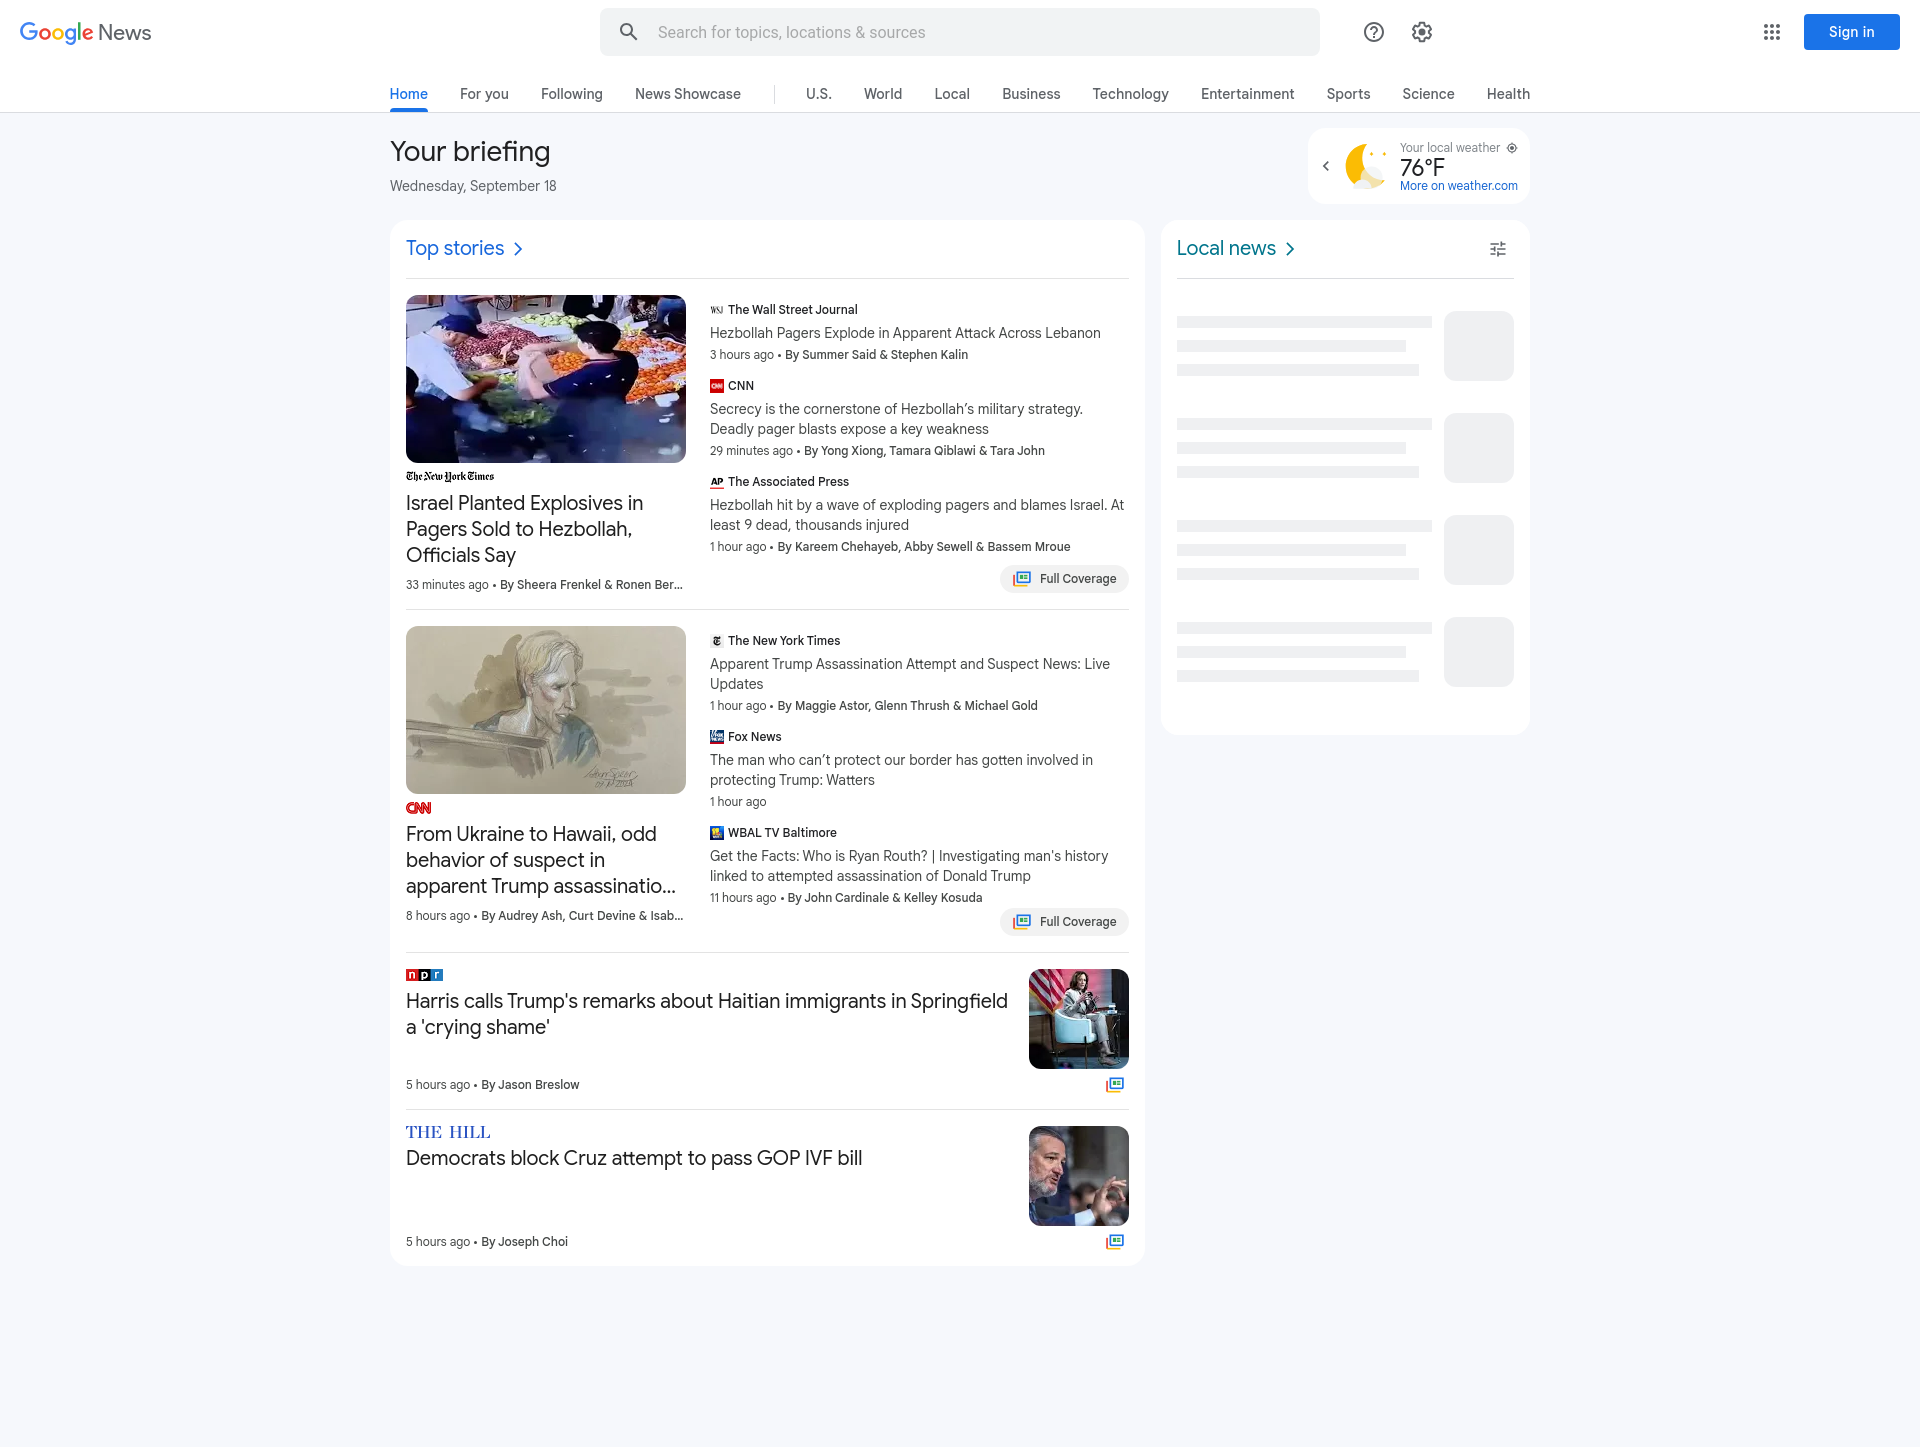 Google News
Search for topics, locations & sources
Sign in
Home
For you
Following
News Showcase
U.S.
World
Local
Business
Technology
Entertainment
Sports
Science
Health
Your briefing
Wednesday, September 18
Your local weather
76°F
More on weather.com
Top stories
The New York Times
Israel Planted Explosives in
Pagers Sold to Hezbollah,
Officials Say
33 minutes ago • By Sheera Frenkel & Ronen Ber...
WSJ The Wall Street Journal
Hezbollah Pagers Explode in Apparent Attack Across Lebanon
3 hours ago • By Summer Said & Stephen Kalin
CNN CNN
Secrecy is the cornerstone of Hezbollah’s military strategy.
Deadly pager blasts expose a key weakness
29 minutes ago • By Yong Xiong, Tamara Qiblawi & Tara John
AP The Associated Press
Hezbollah hit by a wave of exploding pagers and blames Israel. At
least 9 dead, thousands injured
1 hour ago • By Kareem Chehayeb, Abby Sewell & Bassem Mroue
Full Coverage
CNN
From Ukraine to Hawaii, odd
behavior of suspect in
apparent Trump assassinatio...
8 hours ago • By Audrey Ash, Curt Devine & Isab...
The New York Times
Apparent Trump Assassination Attempt and Suspect News: Live
Updates
1 hour ago • By Maggie Astor, Glenn Thrush & Michael Gold
Fox News
The man who can’t protect our border has gotten involved in
protecting Trump: Watters
1 hour ago
WBAL TV Baltimore
Get the Facts: Who is Ryan Routh? | Investigating man's history
linked to attempted assassination of Donald Trump
11 hours ago • By John Cardinale & Kelley Kosuda
Full Coverage
npr
Harris calls Trump's remarks about Haitian immigrants in Springfield
a 'crying shame'
5 hours ago • By Jason Breslow
THE HILL
Democrats block Cruz attempt to pass GOP IVF bill
5 hours ago • By Joseph Choi
Local news